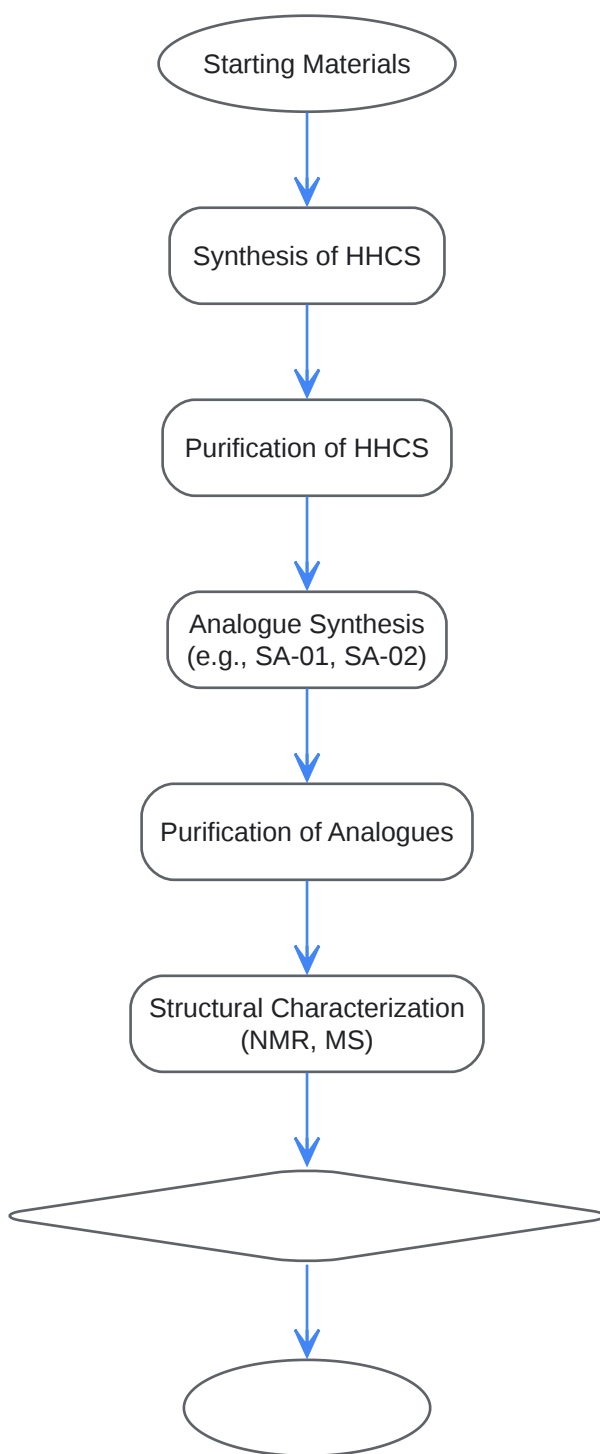 Starting Materials
Synthesis of HHCS
Purification of HHCS
Analogue Synthesis
(e.g., SA-01, SA-02)
Purification of Analogues
Structural Characterization
(NMR, MS)